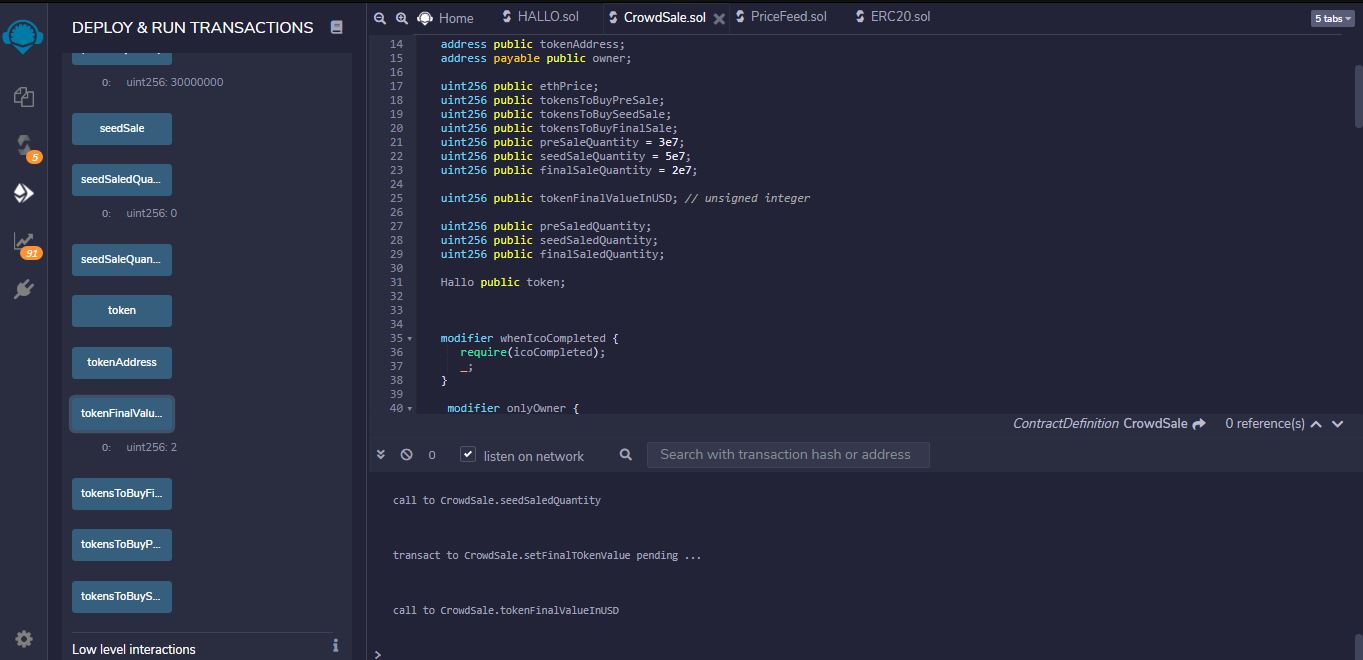 DEPLOY & RUN TRANSACTIONS
0: uint256: 30000000
seedSale
seedSaledQua...
0: uint256: 0
seedSaleQuan...
token
tokenAddress
tokenFinalValu...
0: uint256: 2
tokensToBuyFi...
tokensToBuyP...
tokensToBuyS...
Low level interactions
5
91
Home
HALLO.sol
CrowdSale.sol
PriceFeed.sol
ERC20.sol
5 tabs
14 address public tokenAddress;
15 address payable public owner;
16
17 uint256 public ethPrice;
18 uint256 public tokensToBuyPreSale;
19 uint256 public tokensToBuySeedSale;
20 uint256 public tokensToBuyFinalSale;
21 uint256 public preSaleQuantity = 3e7;
22 uint256 public seedSaleQuantity = 5e7;
23 uint256 public finalSaleQuantity = 2e7;
24
25 uint256 public tokenFinalValueInUSD; // unsigned integer
26
27 uint256 public preSaledQuantity;
28 uint256 public seedSaledQuantity;
29 uint256 public finalSaledQuantity;
30
31 Hallo public token;
32
33
34
35 modifier whenIcoCompleted {
36 require(icoCompleted);
37 _;
38 }
39
40 modifier onlyOwner {
ContractDefinition CrowdSale 0 reference(s)
0 listen on network Search with transaction hash or address
call to CrowdSale.seedSaledQuantity
transact to CrowdSale.setFinalTOkenValue pending ...
call to CrowdSale.tokenFinalValueInUSD
>